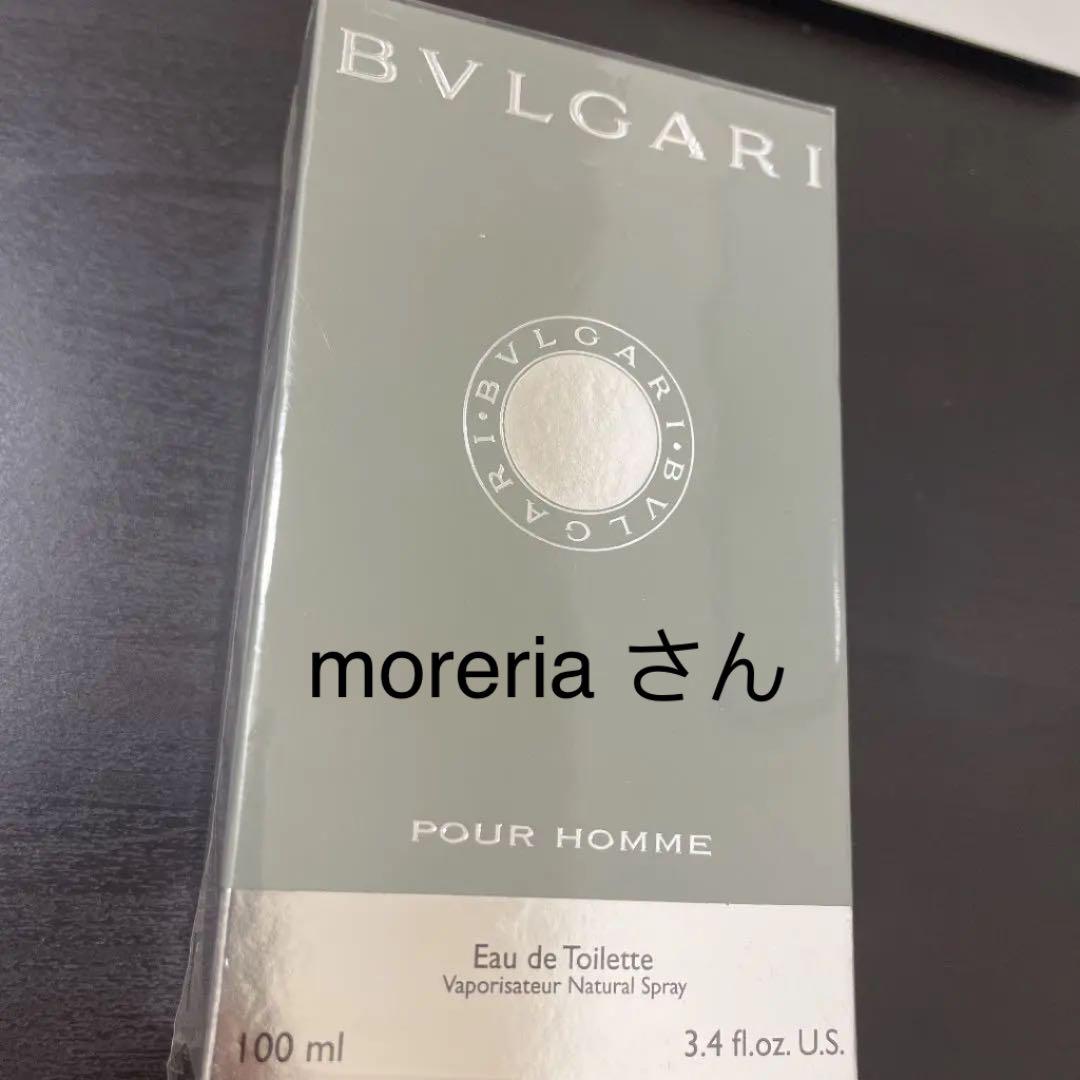 BVLGARI
BVLGARI·BVLGARI·
moreria さん
POUR HOMME
Eau de Toilette
Vaporisateur Natural Spray
100 ml
3.4 fl.oz. U.S.